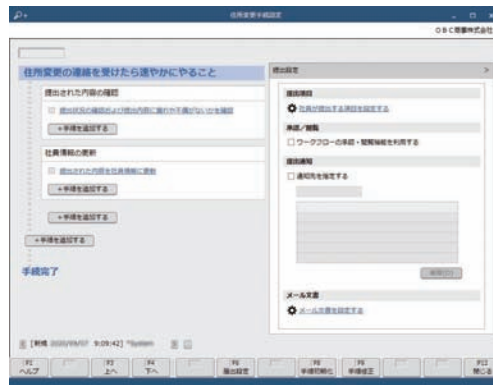 住所変更手続設定
OBC商事株式会社
住所変更の連絡を受けたら速やかにやること
提出された内容の確認
提出状況の確認および提出内容に漏れや不備がないかを確認
+手順を追加する
社員情報の更新
提出された内容を社員情報に更新
+手順を追加する
+手順を追加する
+手順を追加する
手続完了
提出設定
提出項目
社員が提出する項目を設定する
承認/閲覧
ワークフローの承認・閲覧機能を利用する
提出通知
通知先を指定する
メール文書
メール文書を設定する
9:09:42]
F1 ヘルプ
F3 上へ
F4 下へ
F6 届出設定
F8 手順初期化
F9 手順修正
F12 閉じる